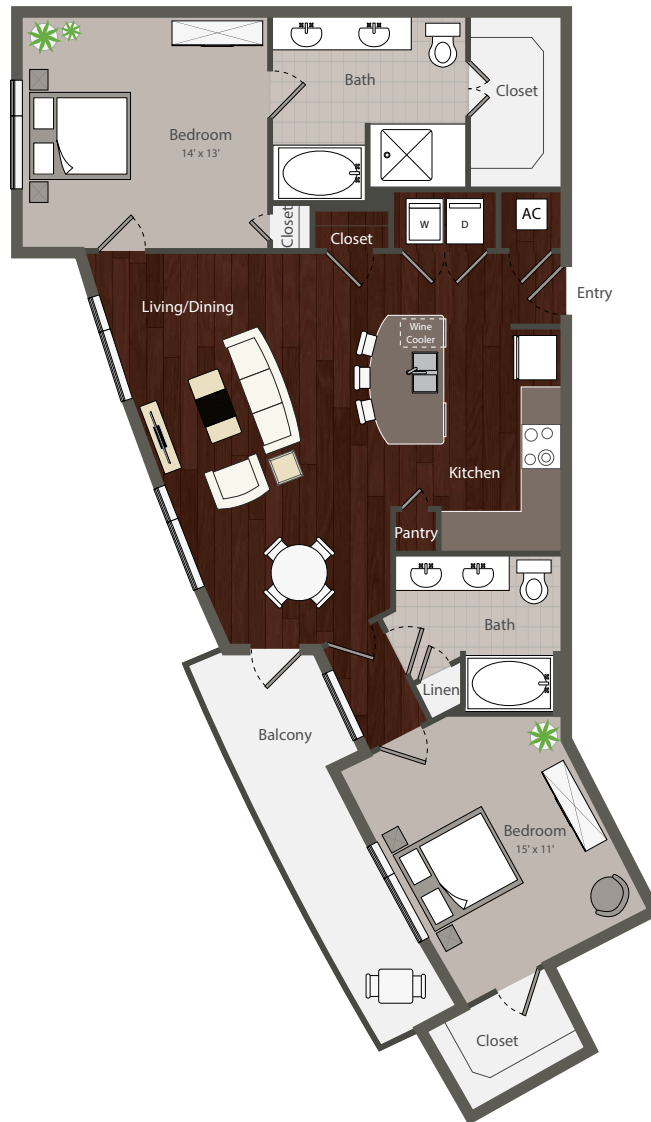 Bath
Closet
Bedroom
14' x 13'
Closet
Closet
W
D
AC
Entry
Living/Dining
Wine
Cooler
Kitchen
Pantry
Bath
Linen
Balcony
Bedroom
15' x 11'
Closet